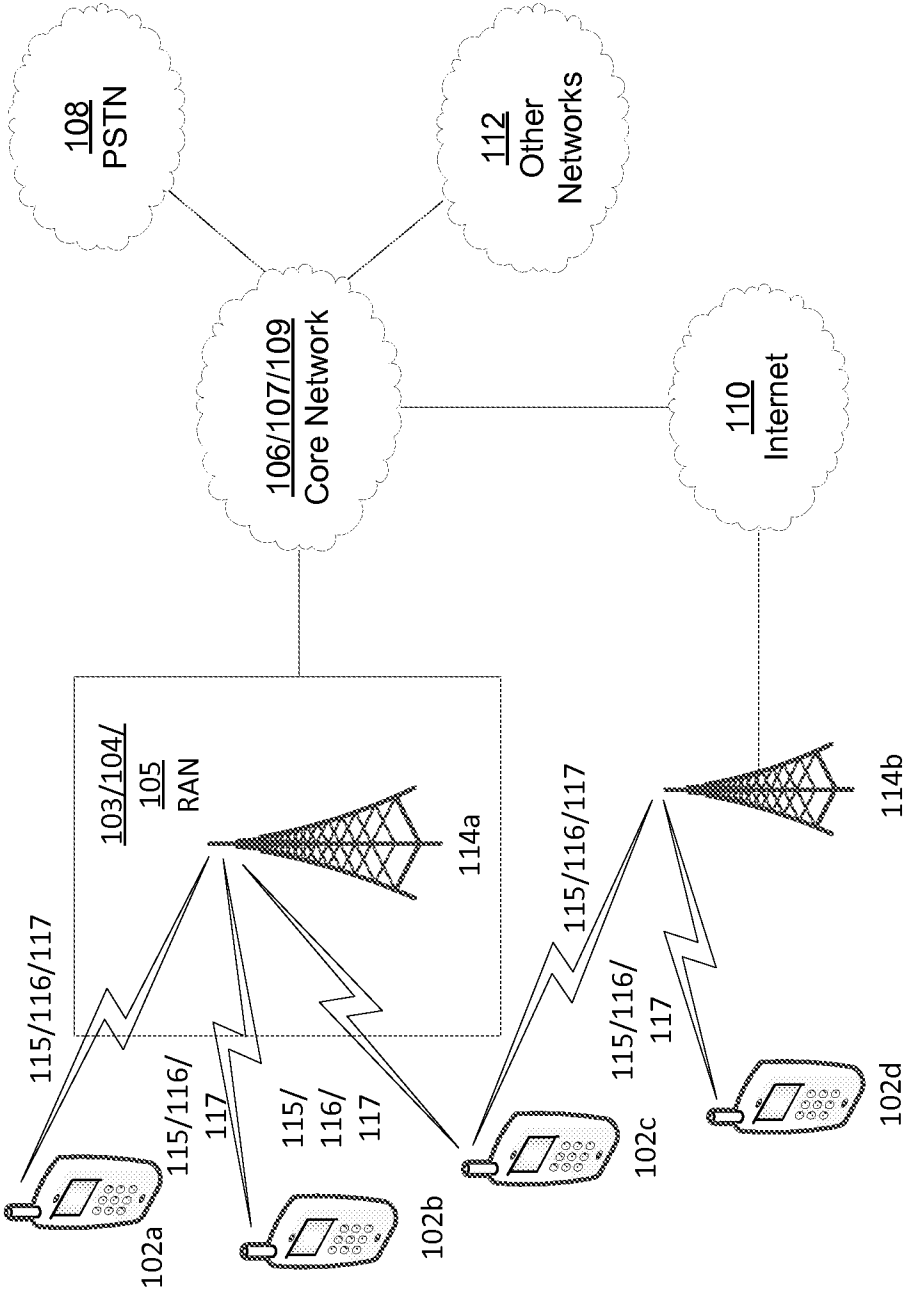 108
PSTN
112
Other
Networks
106/107/109
Core Network
110
Internet
103/104/
105
RAN
114a
114b
115/116/117
115/116/
117
115/
116/
117
115/116/117
115/116/
117
102a
102b
102c
102d